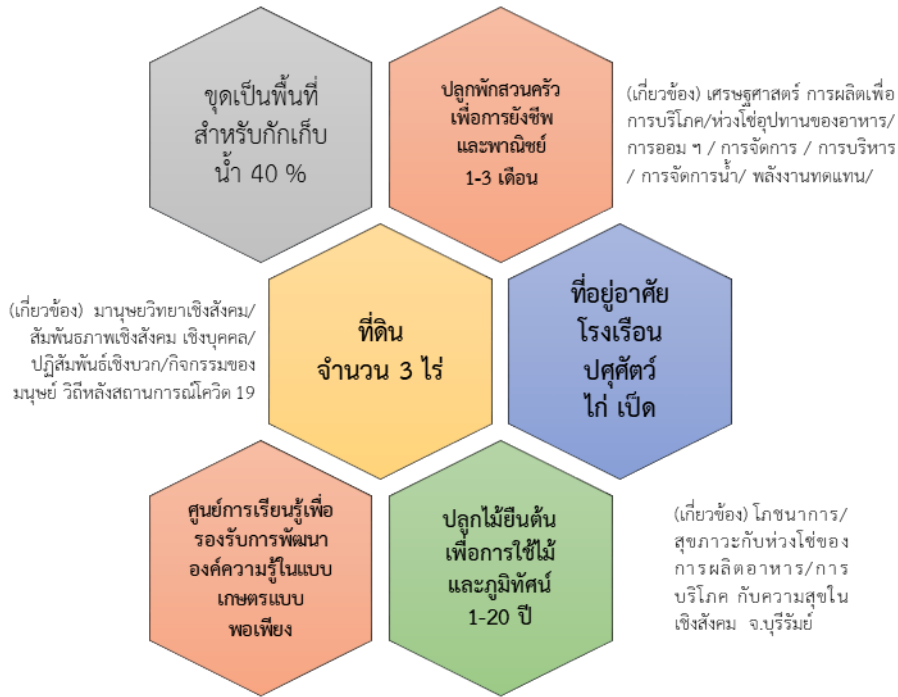 ขุดเป็นพื้นที่
สำหรับกักเก็บ
น้ำ 40 %
ปลูกพักสวนครัว
เพื่อการยังชีพ
และพาณิชย์
1-3 เดือน
(เกี่ยวข้อง) เศรษฐศาสตร์ การผลิตเพื่อ
การบริโภค/ห่วงโซ่อุปทานของอาหาร/
การออม ฯ / การจัดการ / การบริหาร
/ การจัดการน้ำ/ พลังงานทดแทน/
(เกี่ยวข้อง) มานุษยวิทยาเชิงสังคม/
สัมพันธภาพเชิงสังคม เชิงบุคคล/
ปฏิสัมพันธ์เชิงบวก/กิจกรรมของ
มนุษย์ วิถีหลังสถานการณ์โควิด 19
ที่ดิน
จำนวน 3 ไร่
ที่อยู่อาศัย
โรงเรือน
ปศุศัตว์
ไก่ เป็ด
ศูนย์การเรียนรู้เพื่อ
รองรับการพัฒนา
องค์ความรู้ในแบบ
เกษตรแบบ
พอเพียง
ปลูกไม้ยืนต้น
เพื่อการใช้ไม้
และภูมิทัศน์
1-20 ปี
(เกี่ยวข้อง) โภชนาการ/
สุขภาวะกับห่วงโซ่ของ
การผลิตอาหาร/การ
บริโภค กับความสุขใน
เชิงสังคม จ.บุรีรัมย์